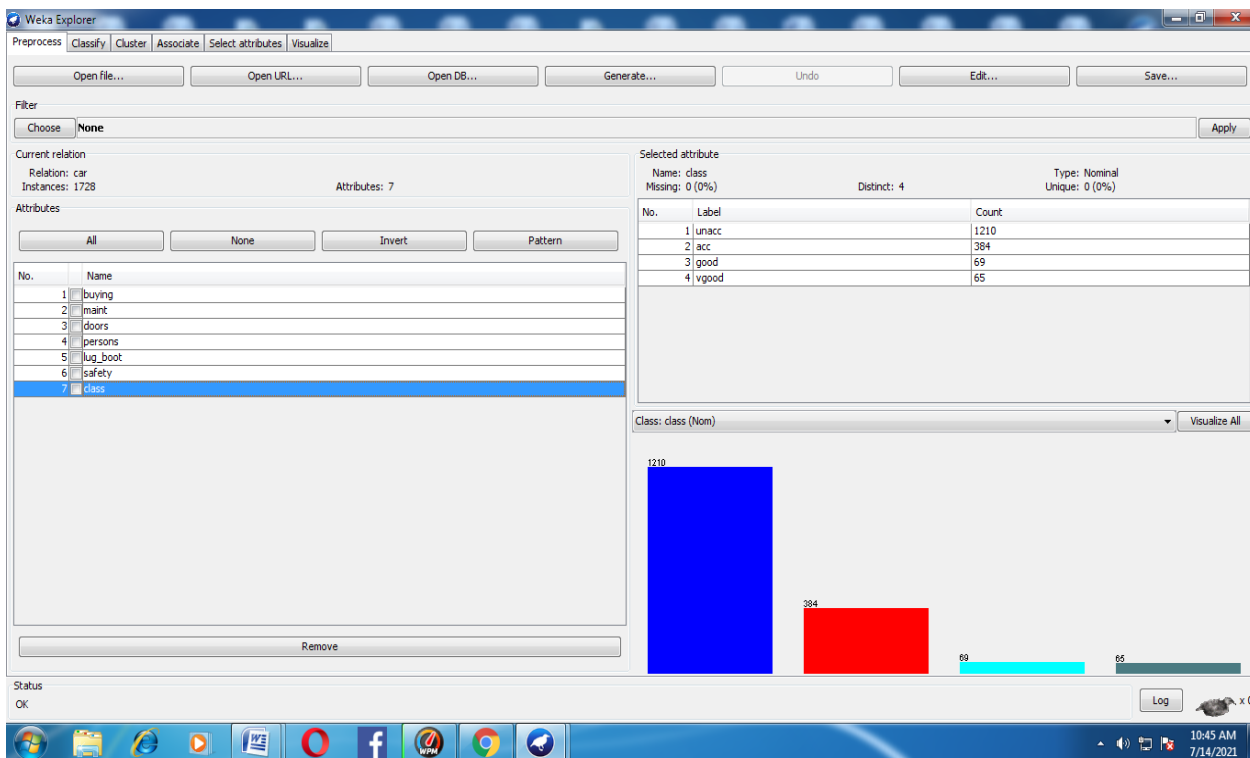 Weka Explorer
Preprocess Classify Cluster Associate Select attributes Visualize
Open file... Open URL... Open DB... Generate... Undo Edit... Save...
Filter
Choose None Apply
Current relation
Relation: car
Instances: 1728 Attributes: 7
Attributes
All None Invert Pattern
No. Name
1 buying
2 maint
3 doors
4 persons
5 lug_boot
6 safety
7 class
Remove
Selected attribute
Name: class Type: Nominal
Missing: 0 (0%) Distinct: 4 Unique: 0 (0%)
No. Label Count
1 unacc 1210
2 acc 384
3 good 69
4 vgood 65
Class: class (Nom) Visualize All
1210
384
69
65
Status
OK
Log x 0
W f WPM
10:45 AM
7/14/2021